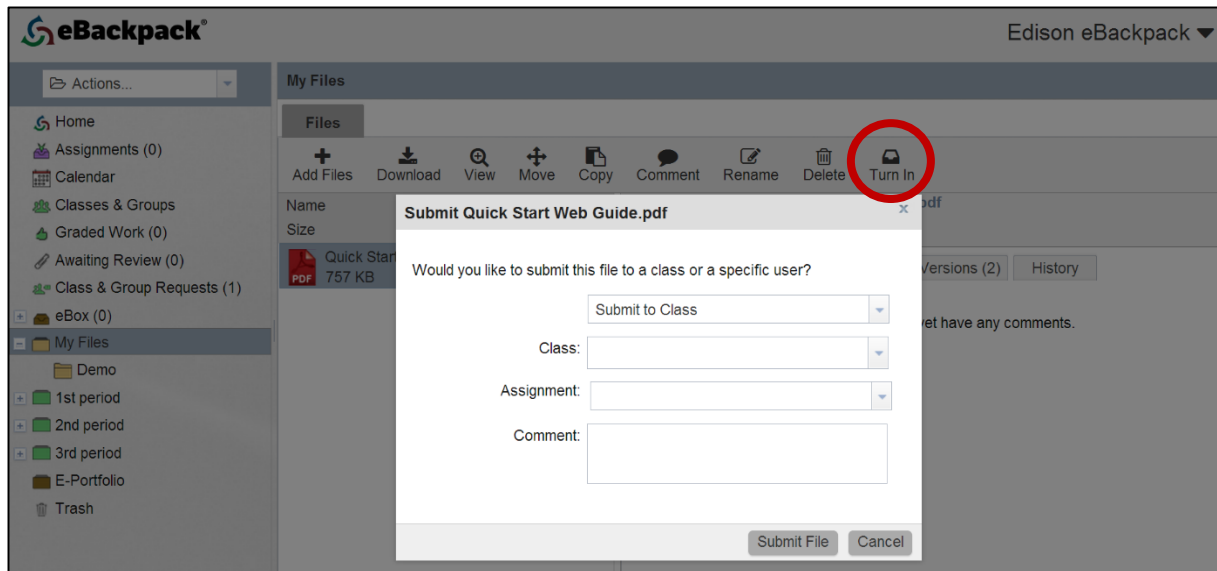 eBackpack®
Edison eBackpack
Actions...
Home
Assignments (0)
Calendar
Classes & Groups
Graded Work (0)
Awaiting Review (0)
Class & Group Requests (1)
eBox (0)
My Files
Demo
1st period
2nd period
3rd period
E-Portfolio
Trash
My Files
Files
Add Files Download View Move Copy Comment Rename Delete Turn In
Name
Size
PDF
Quick Start
757 KB
pdf
Versions (2) History
yet have any comments.
Submit Quick Start Web Guide.pdf x
Would you like to submit this file to a class or a specific user?
Submit to Class
Class:
Assignment:
Comment:
Submit File Cancel